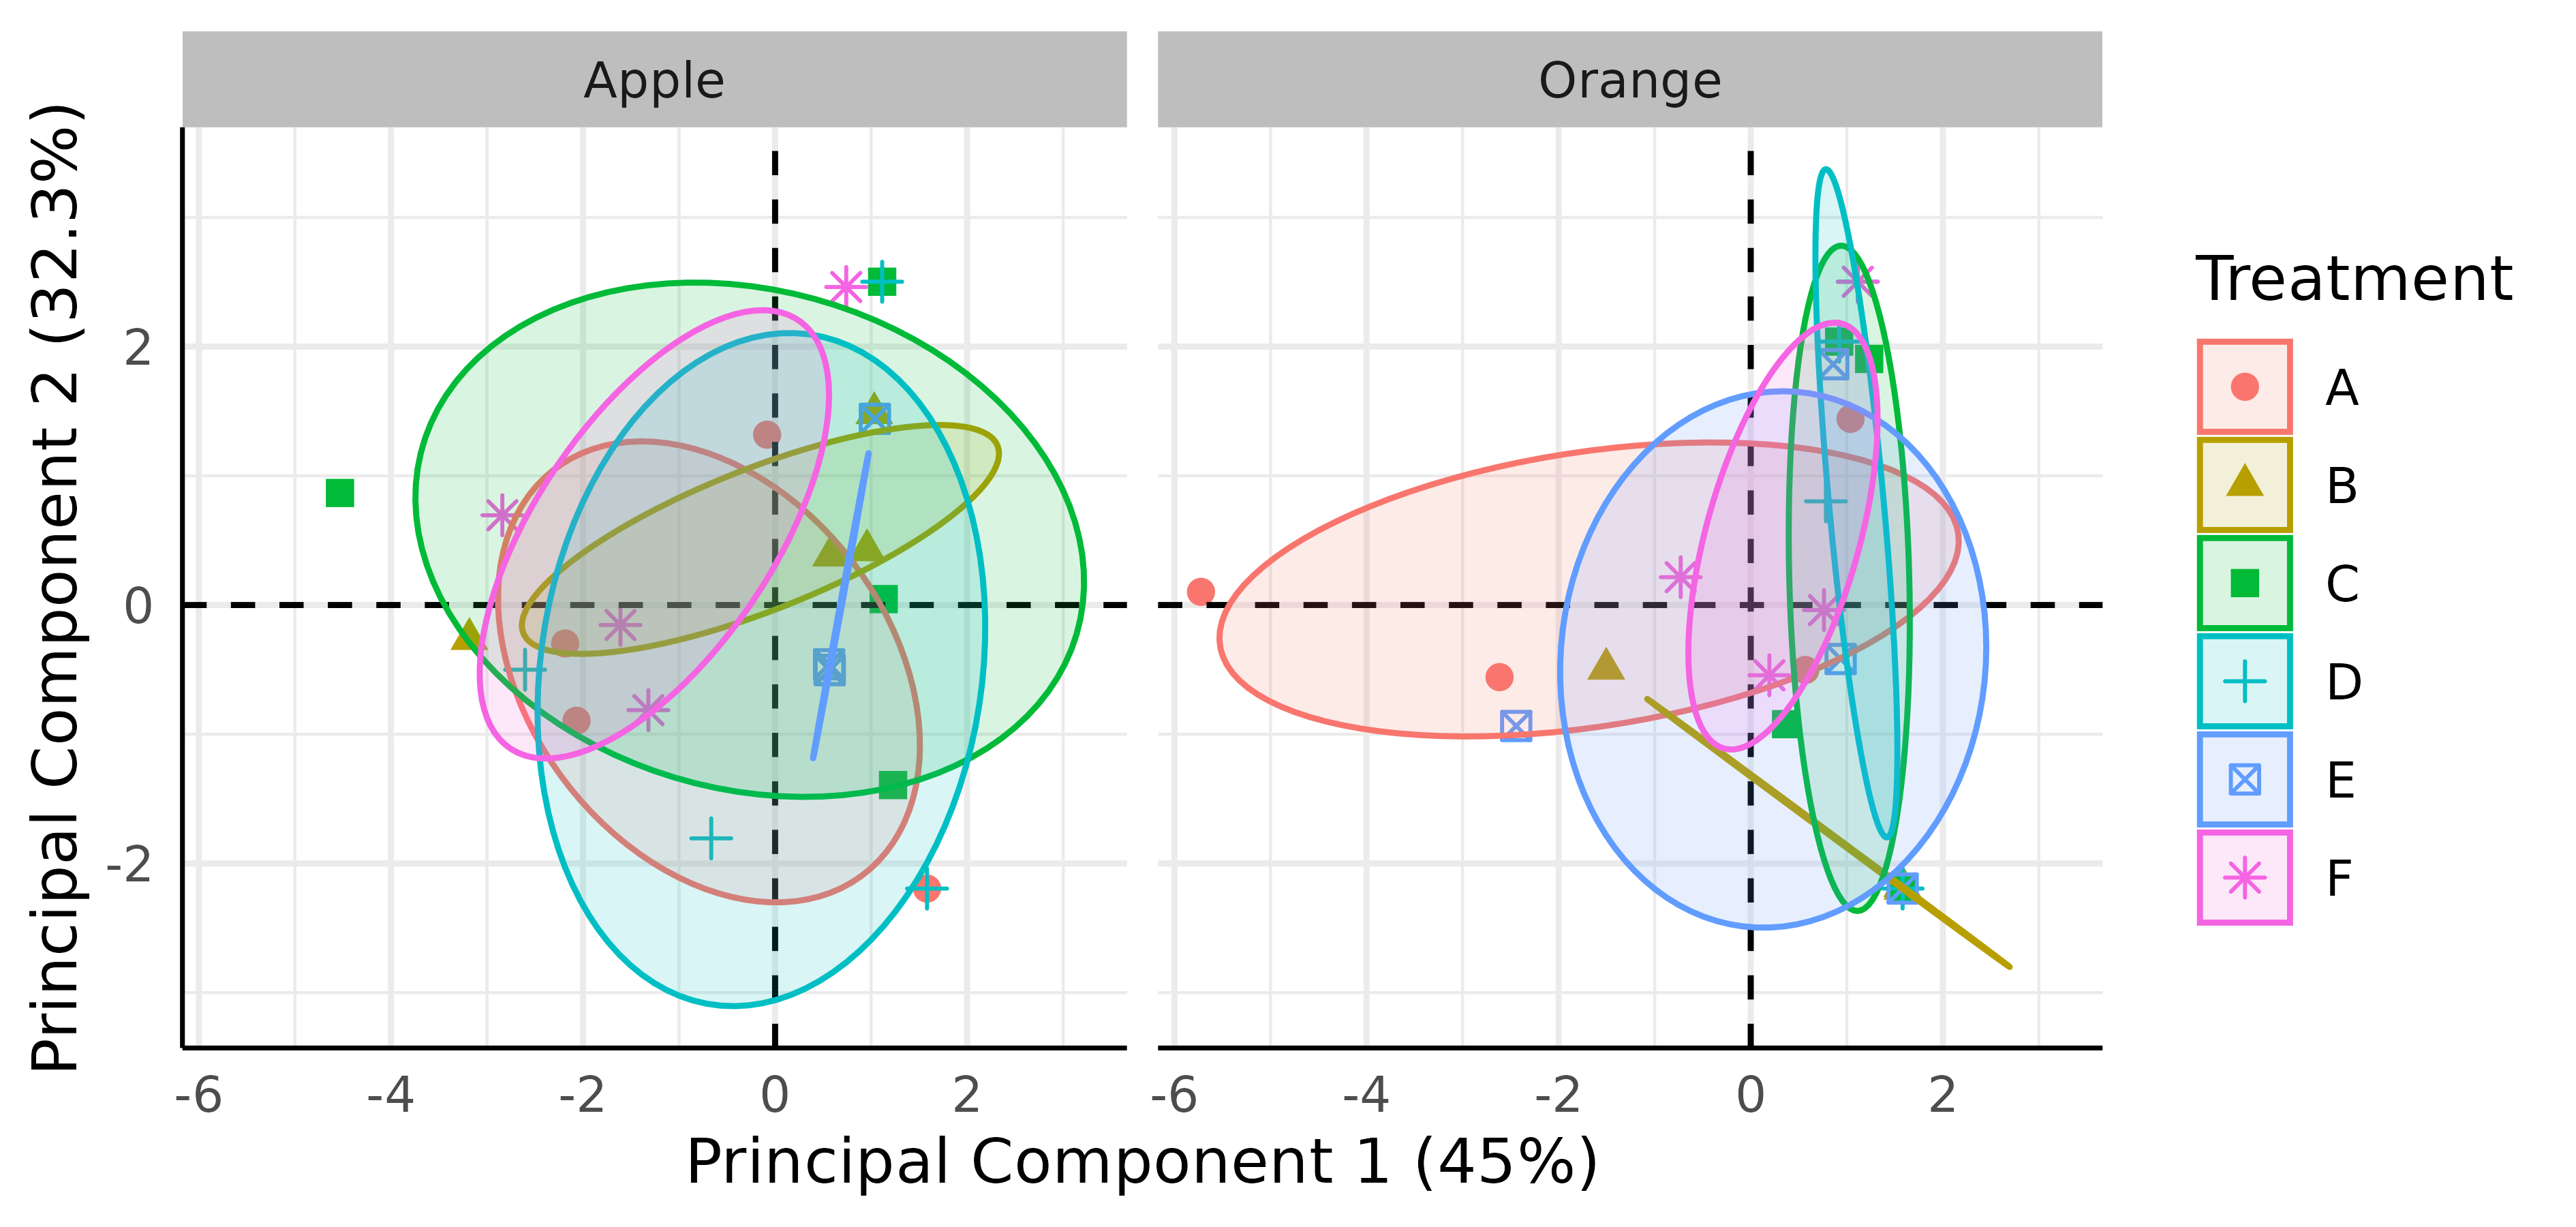 Apple
Orange
Principal Component 2 (32.3%)
2
0
-2
-6
-4
-2
0
2
-6
-4
-2
0
2
Principal Component 1 (45%)
Treatment
A
B
C
D
E
F